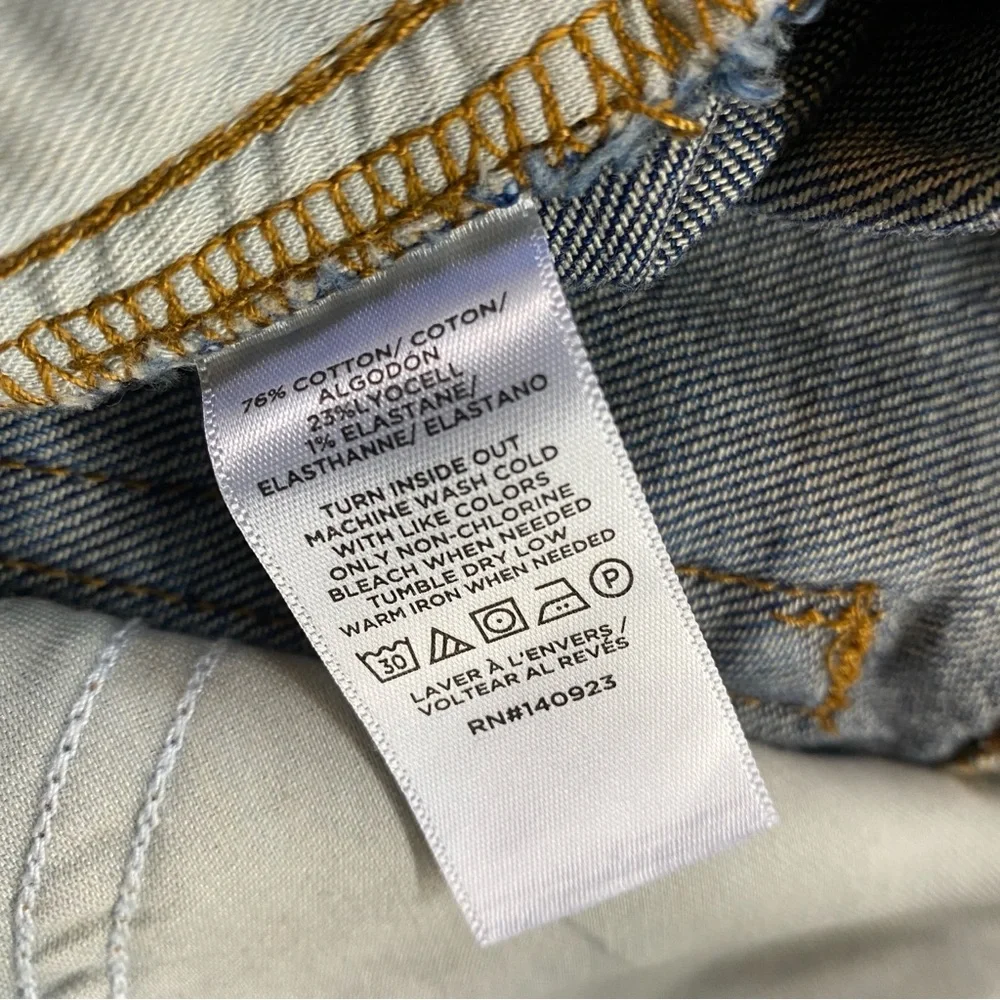 76% COTTON/ COTON/
ALGODÓN
23%LYOCELL
1% ELASTANE/
ELASTHANNE/ ELASTANO
TURN INSIDE OUT
MACHINE WASH COLD
WITH LIKE COLORS
ONLY NON-CHLORINE
BLEACH WHEN NEEDED
TUMBLE DRY LOW
WARM IRON WHEN NEEDED
30 P
LAVER À L'ENVERS /
VOLTEAR AL REVÉS
RN#140923